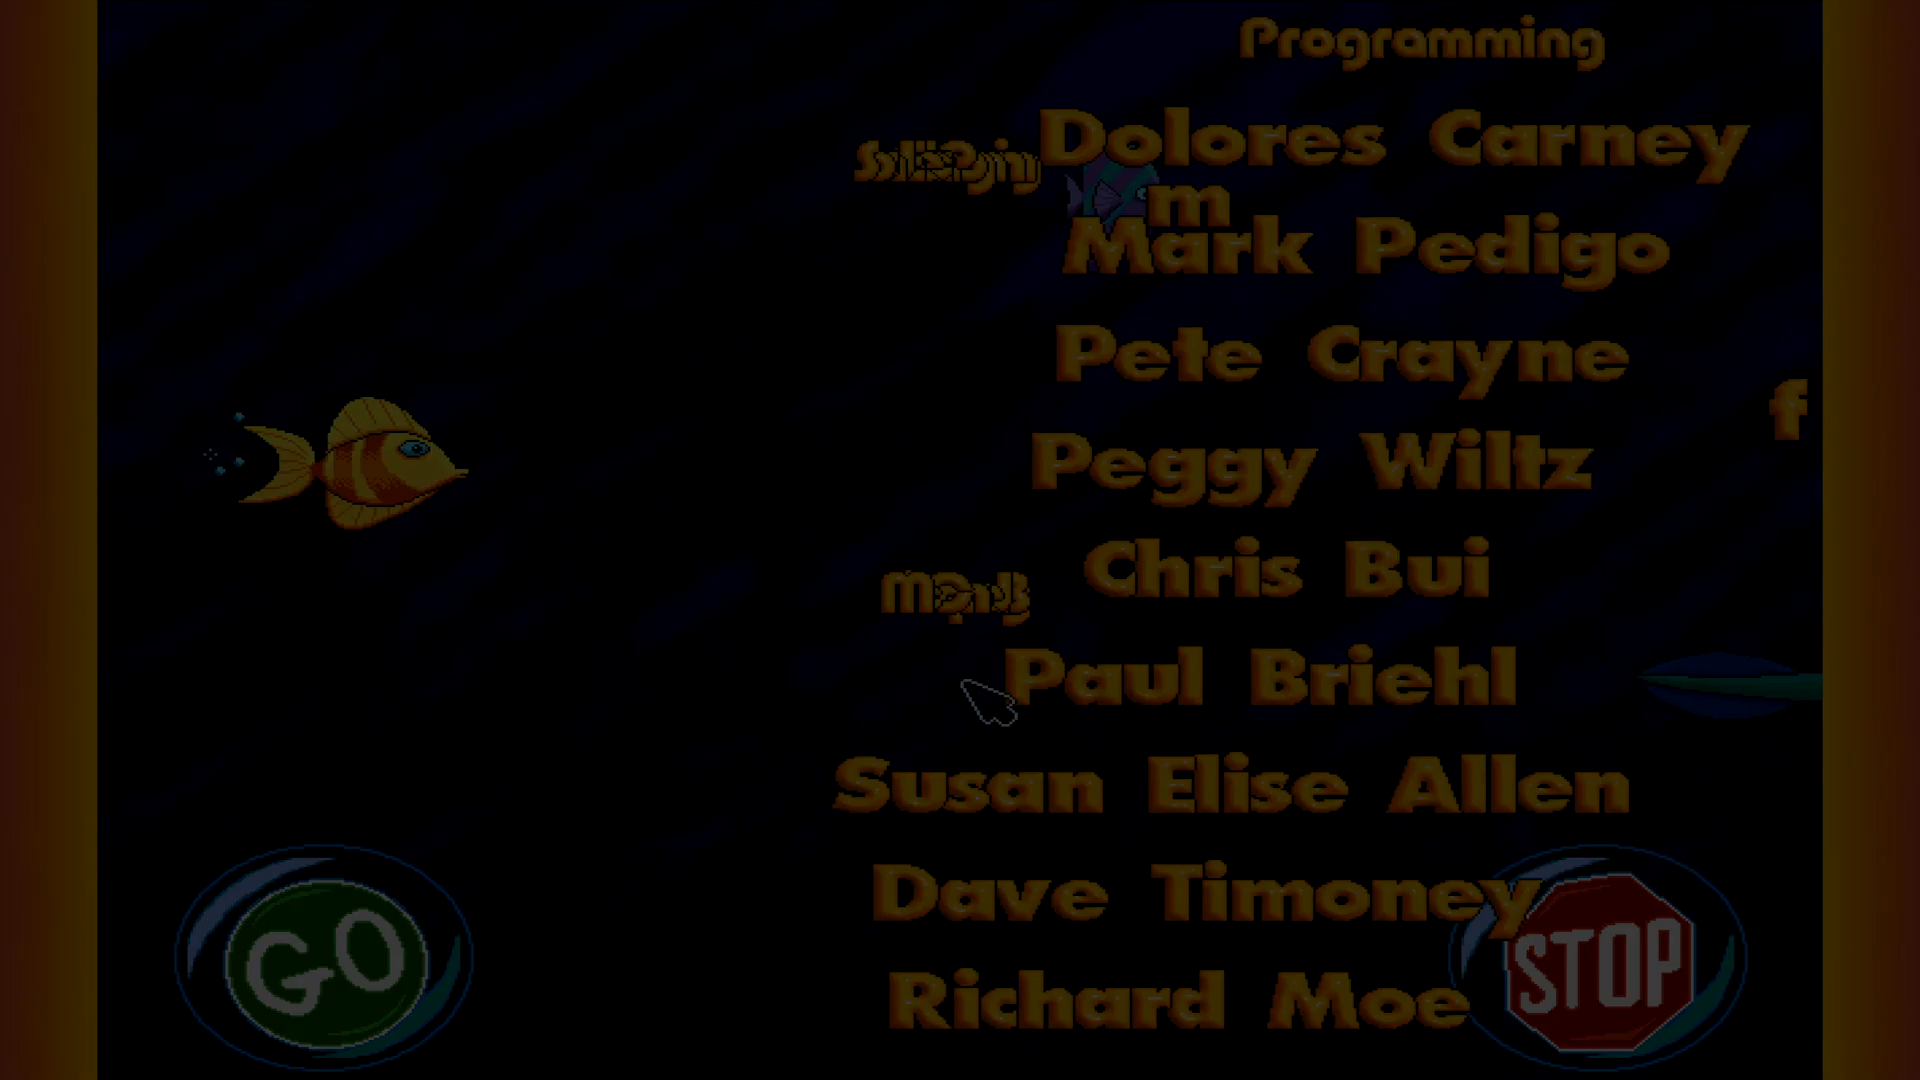 Programming
Dolores Carney
m
Mark Pedigo
Pete Crayne
f
Peggy Wiltz
Chris Bui
Paul Briehl
Susan Elise Allen
Dave Timoney
Richard Moe
GO
STOP